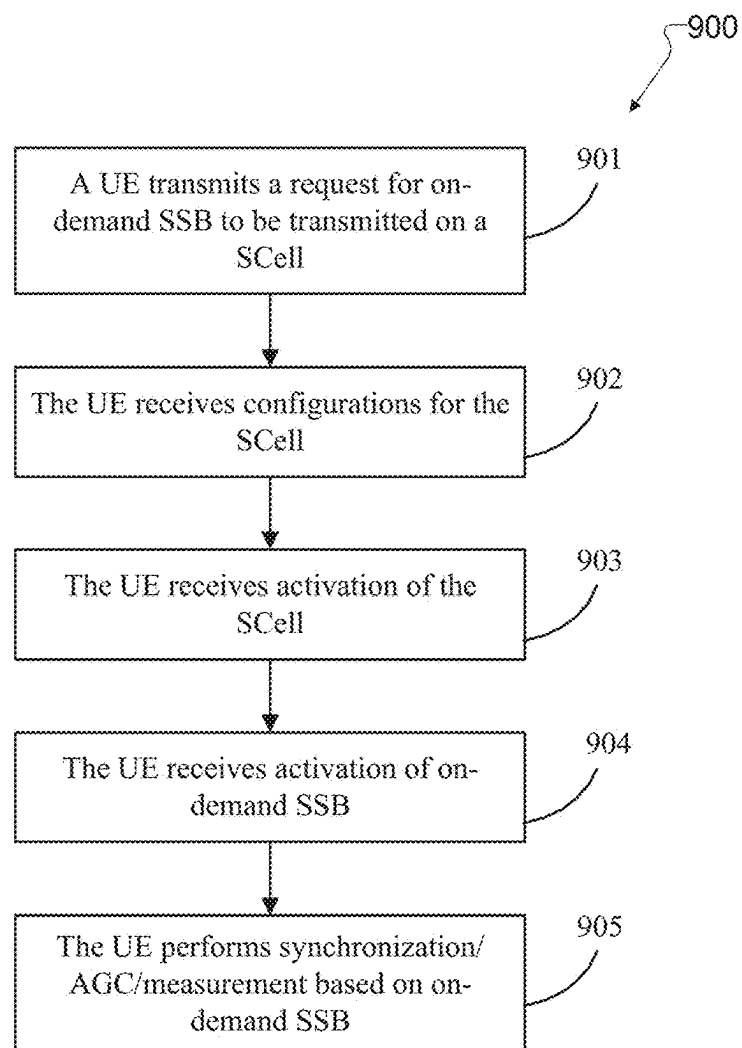 900
901
A UE transmits a request for on-
demand SSB to be transmitted on a
SCell
902
The UE receives configurations for the
SCell
903
The UE receives activation of the
SCell
904
The UE receives activation of on-
demand SSB
905
The UE performs synchronization/
AGC/measurement based on on-
demand SSB